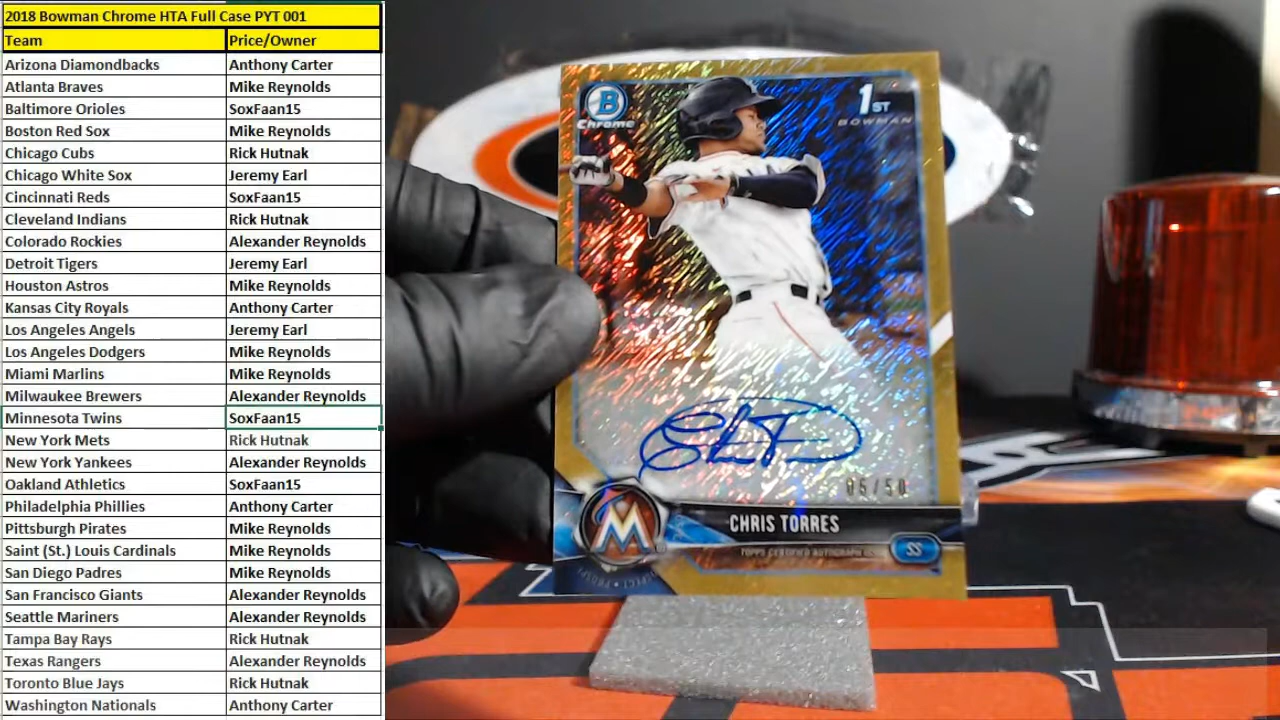 2018 Bowman Chrome HTA Full Case PYT 001
Team Price/Owner
Arizona Diamondbacks Anthony Carter
Atlanta Braves Mike Reynolds
Baltimore Orioles SoxFaan15
Boston Red Sox Mike Reynolds
Chicago Cubs Rick Hutnak
Chicago White Sox Jeremy Earl
Cincinnati Reds SoxFaan15
Cleveland Indians Rick Hutnak
Colorado Rockies Alexander Reynolds
Detroit Tigers Jeremy Earl
Houston Astros Mike Reynolds
Kansas City Royals Anthony Carter
Los Angeles Angels Jeremy Earl
Los Angeles Dodgers Mike Reynolds
Miami Marlins Mike Reynolds
Milwaukee Brewers Alexander Reynolds
Minnesota Twins SoxFaan15
New York Mets Rick Hutnak
New York Yankees Alexander Reynolds
Oakland Athletics SoxFaan15
Philadelphia Phillies Anthony Carter
Pittsburgh Pirates Mike Reynolds
Saint (St.) Louis Cardinals Mike Reynolds
San Diego Padres Mike Reynolds
San Francisco Giants Alexander Reynolds
Seattle Mariners Alexander Reynolds
Tampa Bay Rays Rick Hutnak
Texas Rangers Alexander Reynolds
Toronto Blue Jays Rick Hutnak
Washington Nationals Anthony Carter
B
Chrome
1ST
BOWMAN
05/50
M
CHRIS TORRES
TOPPS CERTIFIED AUTOGRAPH ISSUE
SS